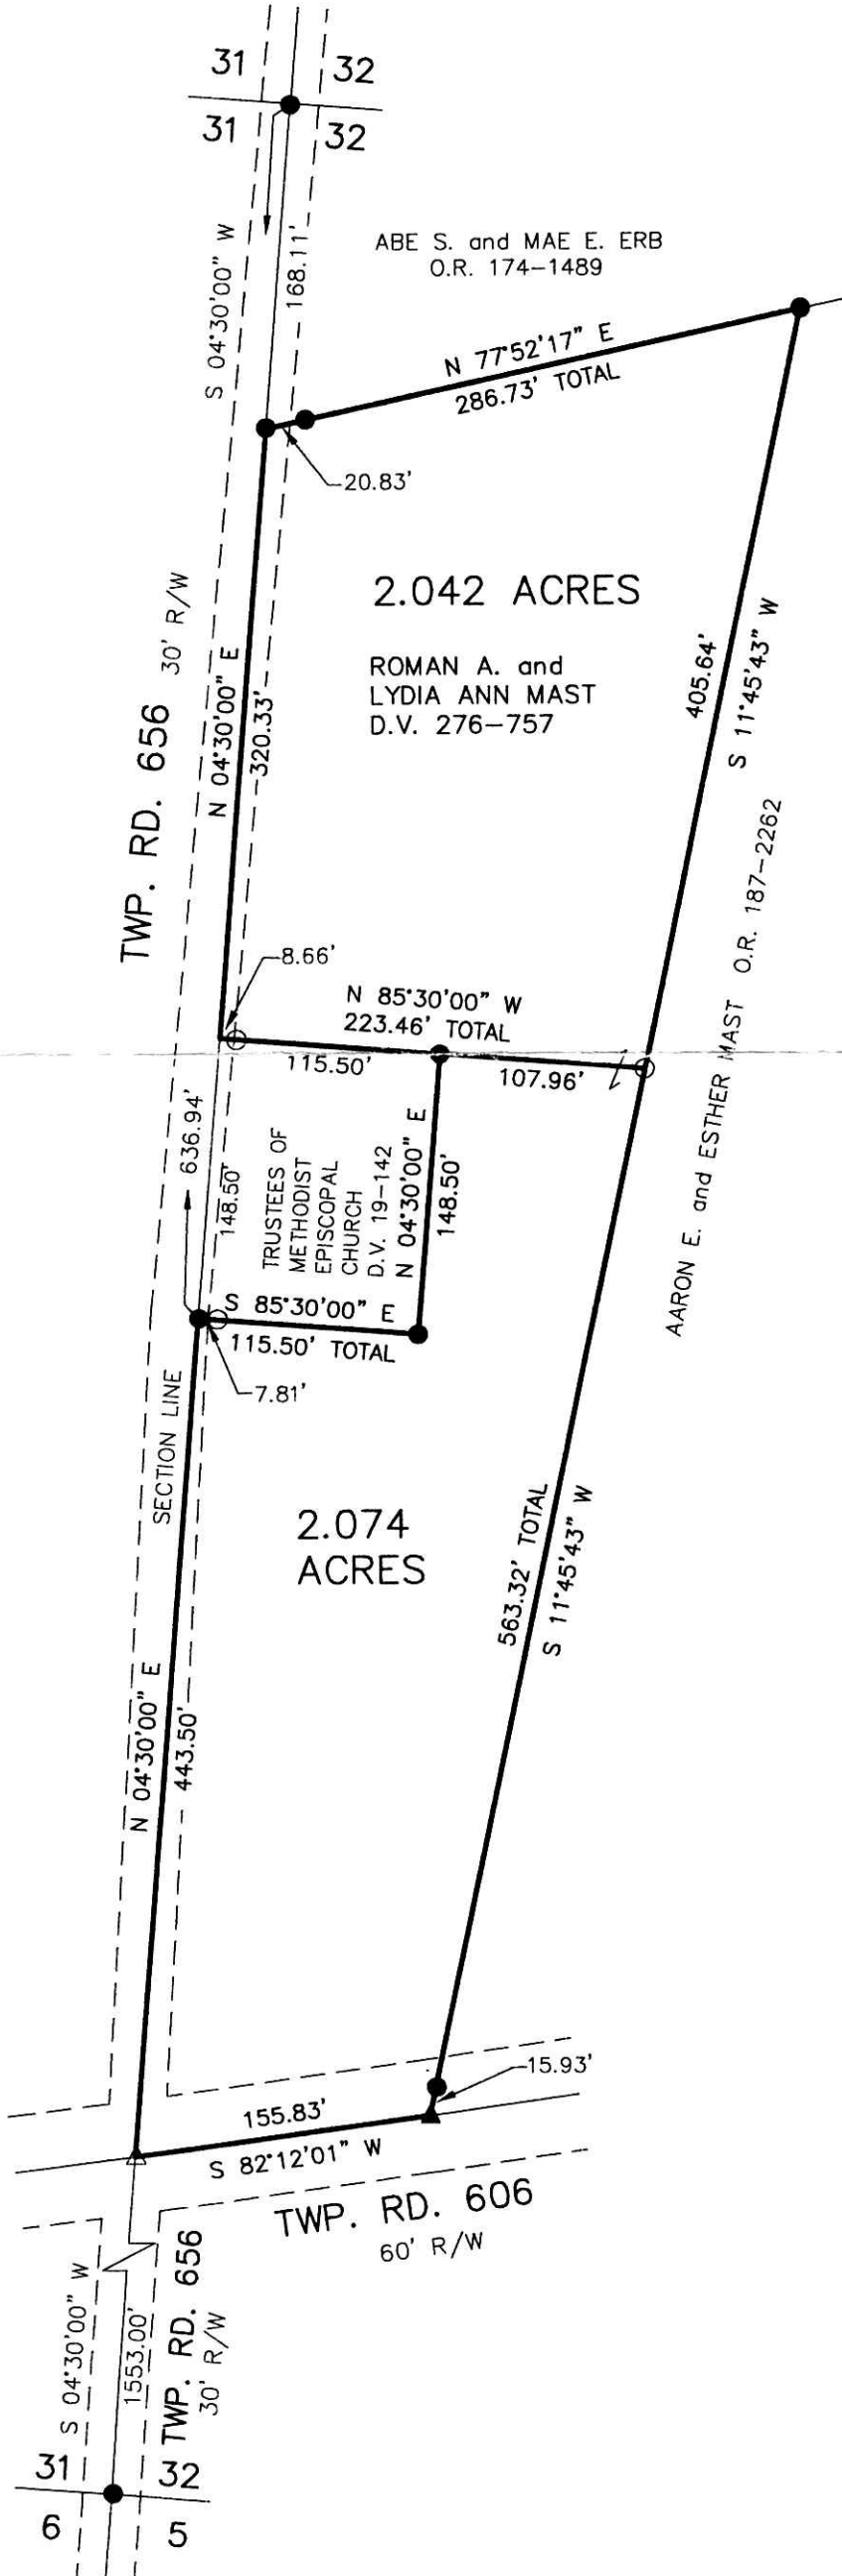 31
32
31
32
S 04°30'00" W
168.11'
ABE S. and MAE E. ERB
O.R. 174-1489
N 77°52'17" E
286.73' TOTAL
20.83'
2.042 ACRES
ROMAN A. and
LYDIA ANN MAST
D.V. 276-757
TWP. RD. 656
30' R/W
N 04°30'00" E
320.33'
405.64'
S 11°45'43" W
8.66'
N 85°30'00" W
223.46' TOTAL
115.50'
107.96'
AARON E. and ESTHER MAST O.R. 187-2262
636.94'
148.50'
TRUSTEES OF
METHODIST
EPISCOPAL
CHURCH
D.V. 19-142
N 04°30'00" E
148.50'
S 85°30'00" E
115.50' TOTAL
7.81'
SECTION LINE
2.074
ACRES
563.32' TOTAL
S 11°45'43" W
N 04°30'00" E
443.50'
15.93'
155.83'
S 82°12'01" W
TWP. RD. 606
60' R/W
S 04°30'00" W
1553.00'
TWP. RD. 656
30' R/W
31
32
6
5